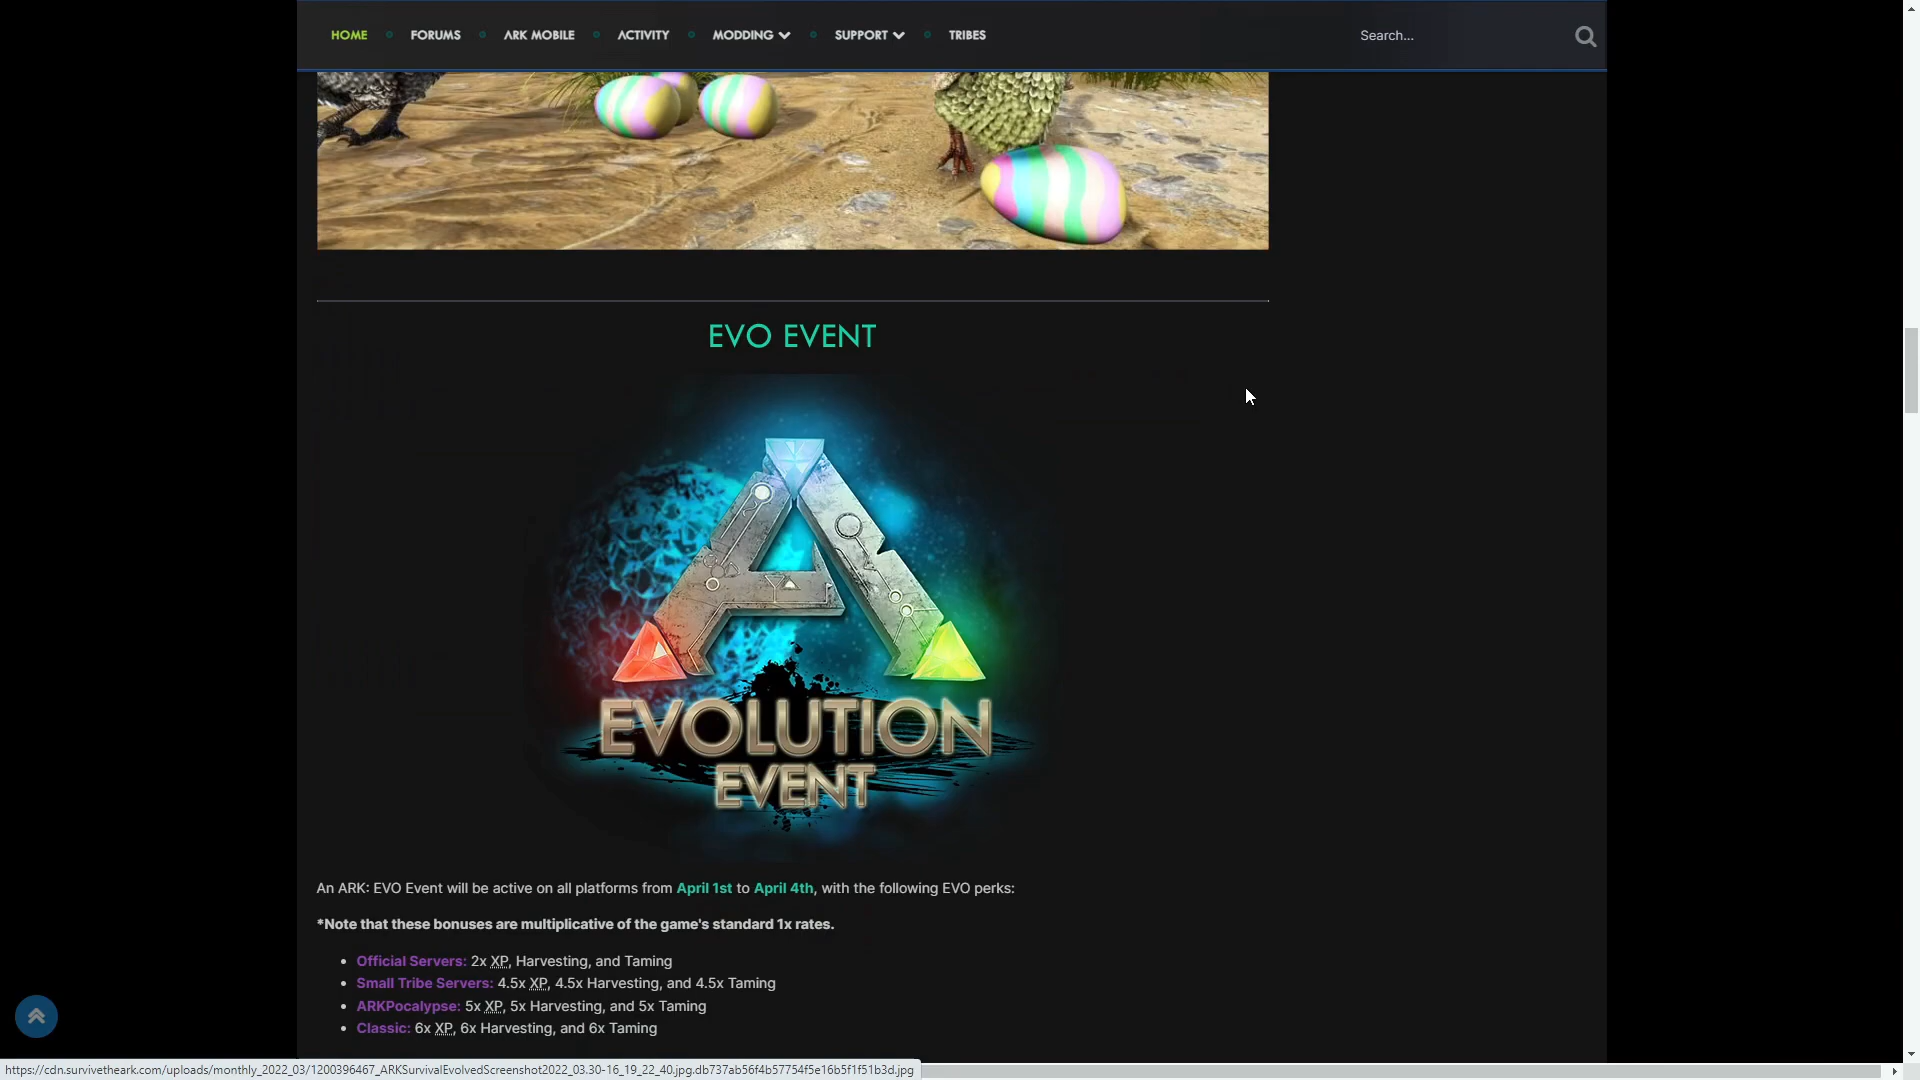 HOME FORUMS ARK MOBILE ACTIVITY MODDING SUPPORT TRIBES Search...
EVO EVENT
EVOLUTION
EVENT
An ARK: EVO Event will be active on all platforms from April 1st to April 4th, with the following EVO perks:
*Note that these bonuses are multiplicative of the game's standard 1x rates.
Official Servers: 2x XP, Harvesting, and Taming
Small Tribe Servers: 4.5x XP, 4.5x Harvesting, and 4.5x Taming
ARKPocalypse: 5x XP, 5x Harvesting, and 5x Taming
Classic: 6x XP, 6x Harvesting, and 6x Taming
https://cdn.survivetheark.com/uploads/monthly_2022_03/1200396467_ARKSurvivalEvolvedScreenshot2022_03.30-16_19_22_40.jpg.db737ab56f4b57754f5e16b5f1f51b3d.jpg